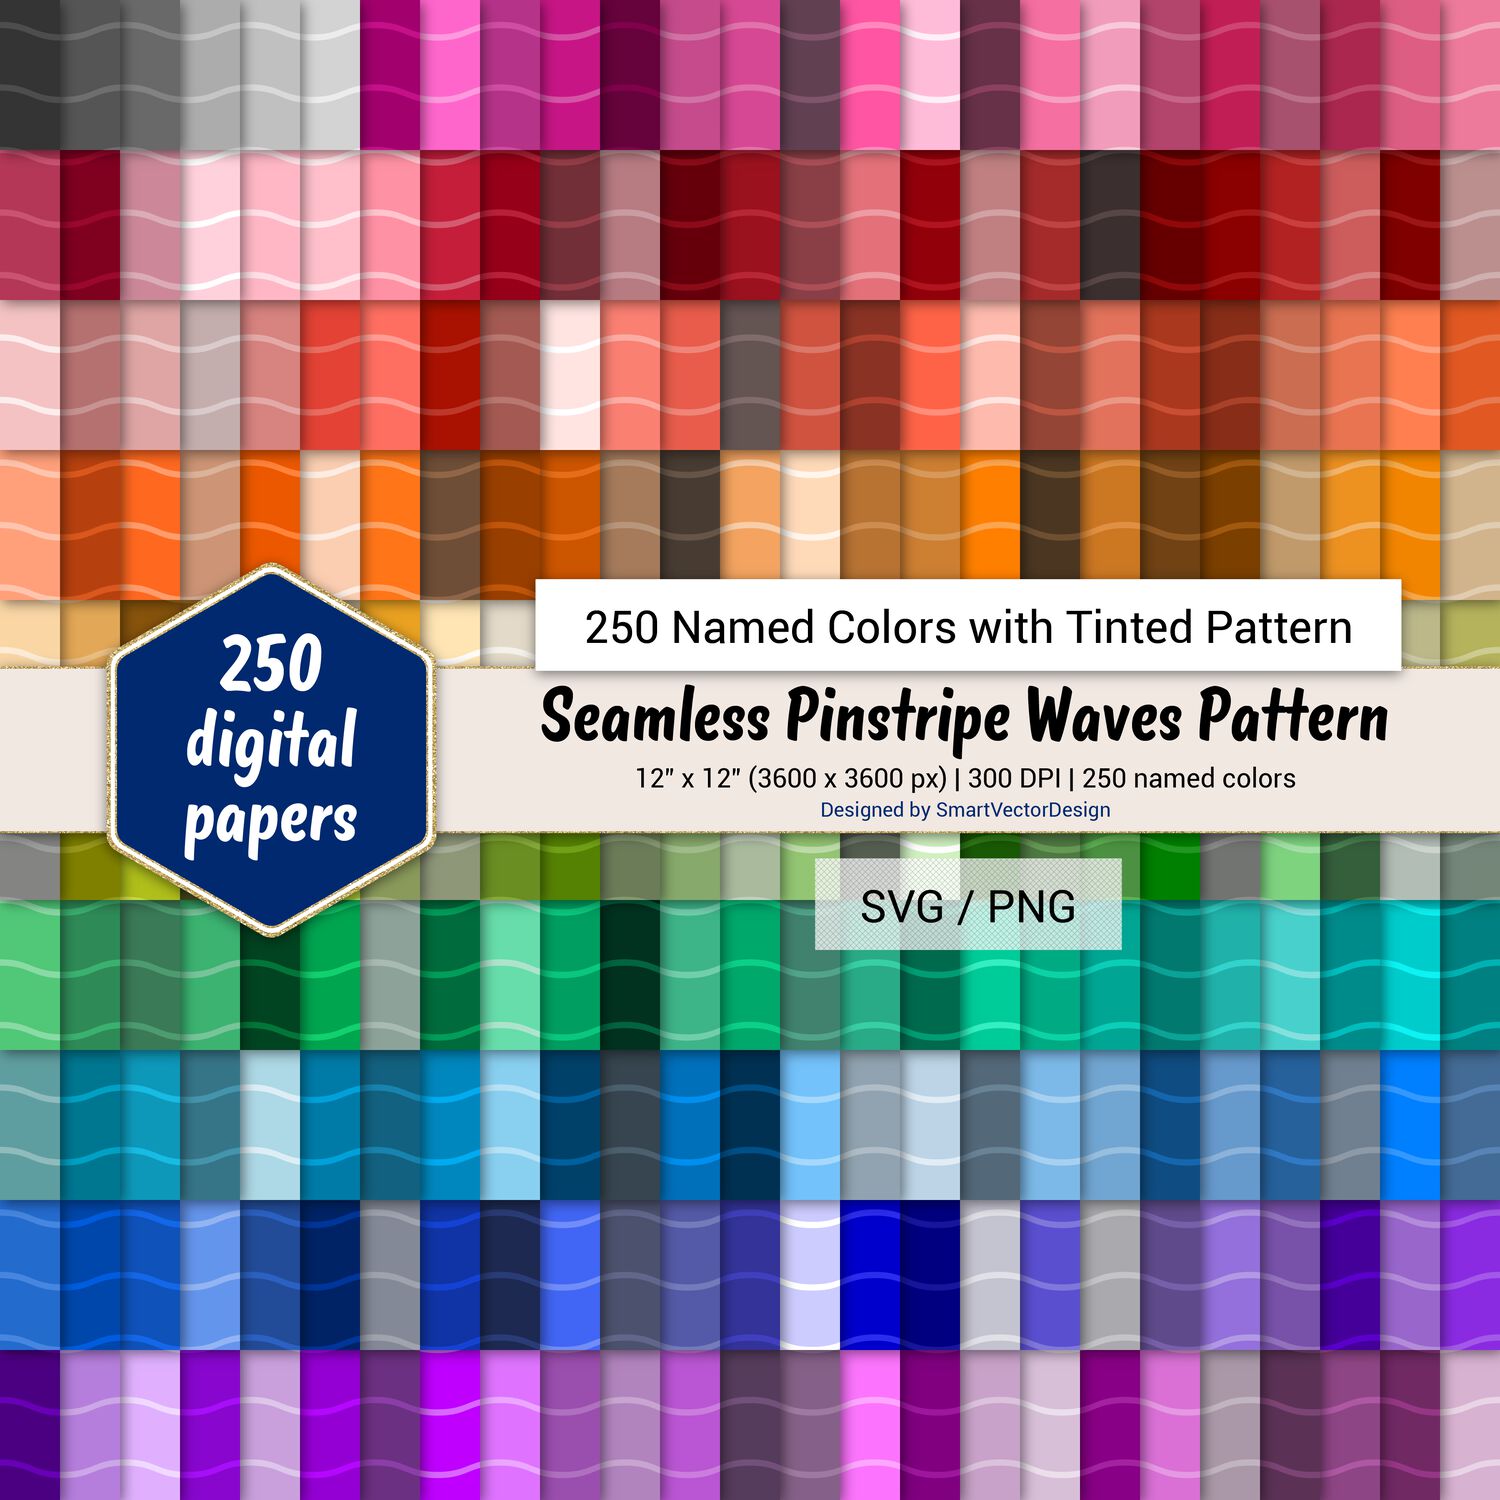 250 Named Colors with Tinted Pattern
250
digital
papers
Seamless Pinstripe Waves Pattern
12" x 12" (3600 x 3600 px) | 300 DPI | 250 named colors
Designed by SmartVectorDesign
SVG / PNG